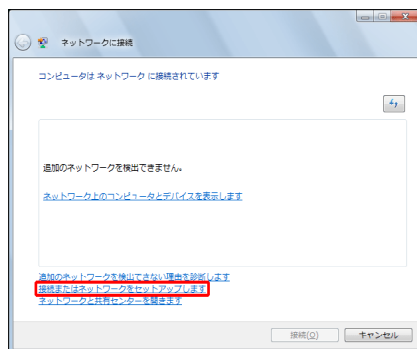 ネットワークに接続
コンピュータは ネットワーク に接続されています
追加のネットワークを検出できません。
ネットワーク上のコンピュータとデバイスを表示します
追加のネットワークを検出できない理由を診断します
接続またはネットワークをセットアップします
ネットワークと共有センターを開きます
接続(O) キャンセル